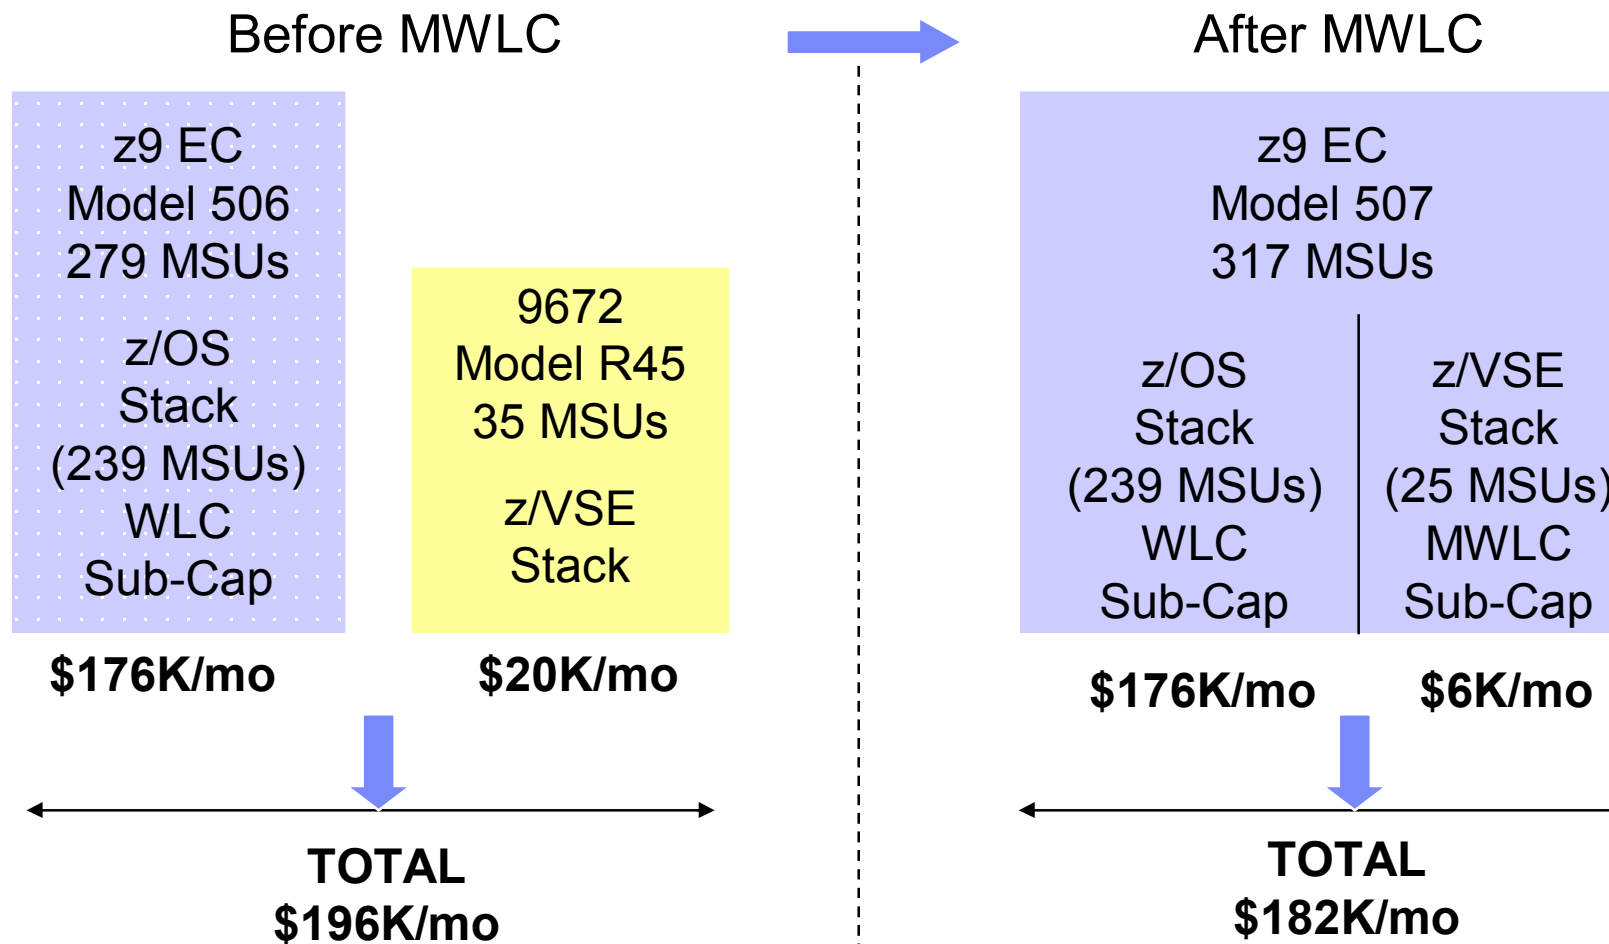 Before MWLC
After MWLC
z9 EC
Model 506
279 MSUs
z/OS
Stack
(239 MSUs)
WLC
Sub-Cap
9672
Model R45
35 MSUs
z/VSE
Stack
z9 EC
Model 507
317 MSUs
z/OS
Stack
(239 MSUs)
WLC
Sub-Cap
z/VSE
Stack
(25 MSUs)
MWLC
Sub-Cap
$176K/mo
$20K/mo
$176K/mo
$6K/mo
TOTAL
$196K/mo
TOTAL
$182K/mo